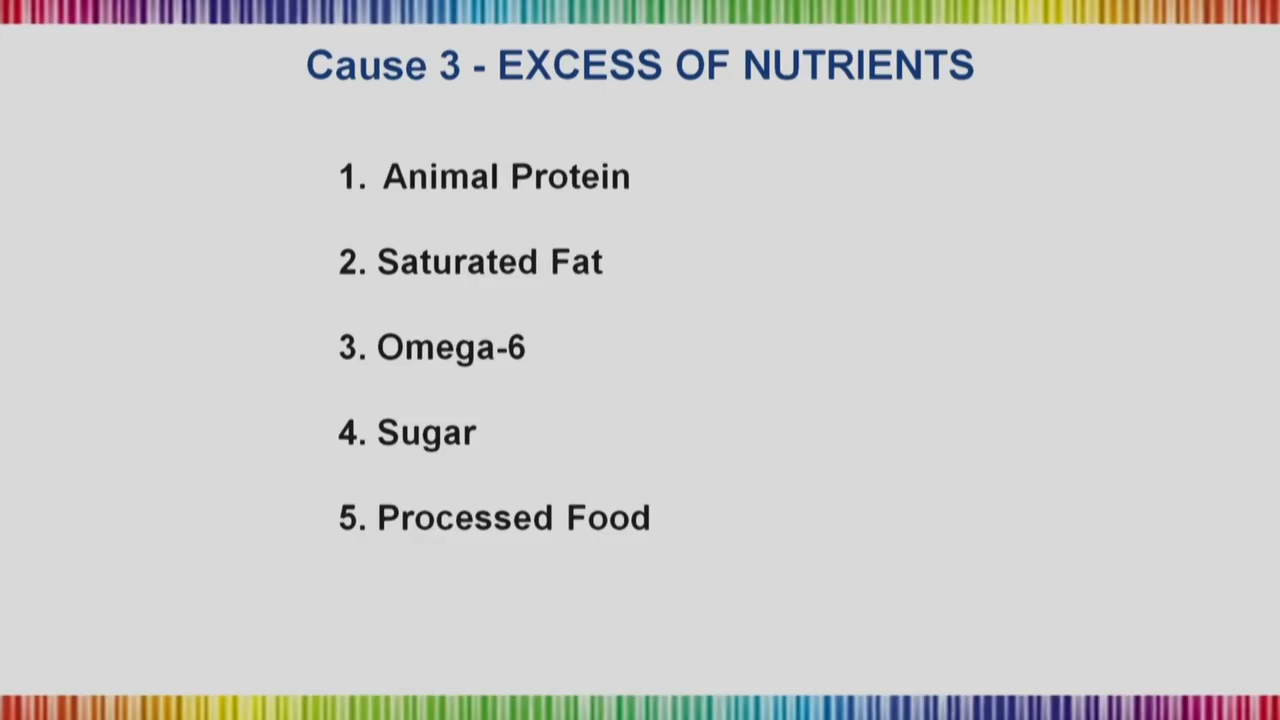 Cause 3 - EXCESS OF NUTRIENTS
1. Animal Protein
2. Saturated Fat
3. Omega-6
4. Sugar
5. Processed Food